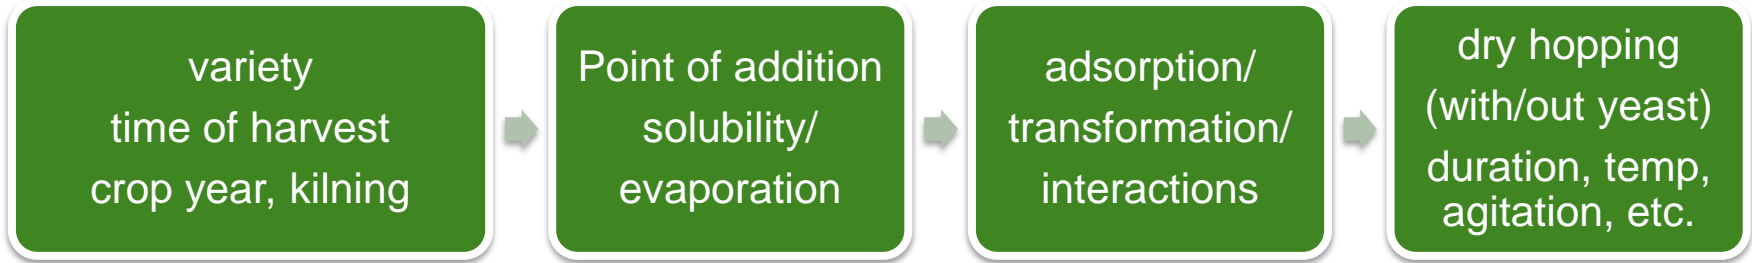 variety
time of harvest
crop year, kilning
Point of addition
solubility/
evaporation
adsorption/
transformation/
interactions
dry hopping
(with/out yeast)
duration, temp,
agitation, etc.